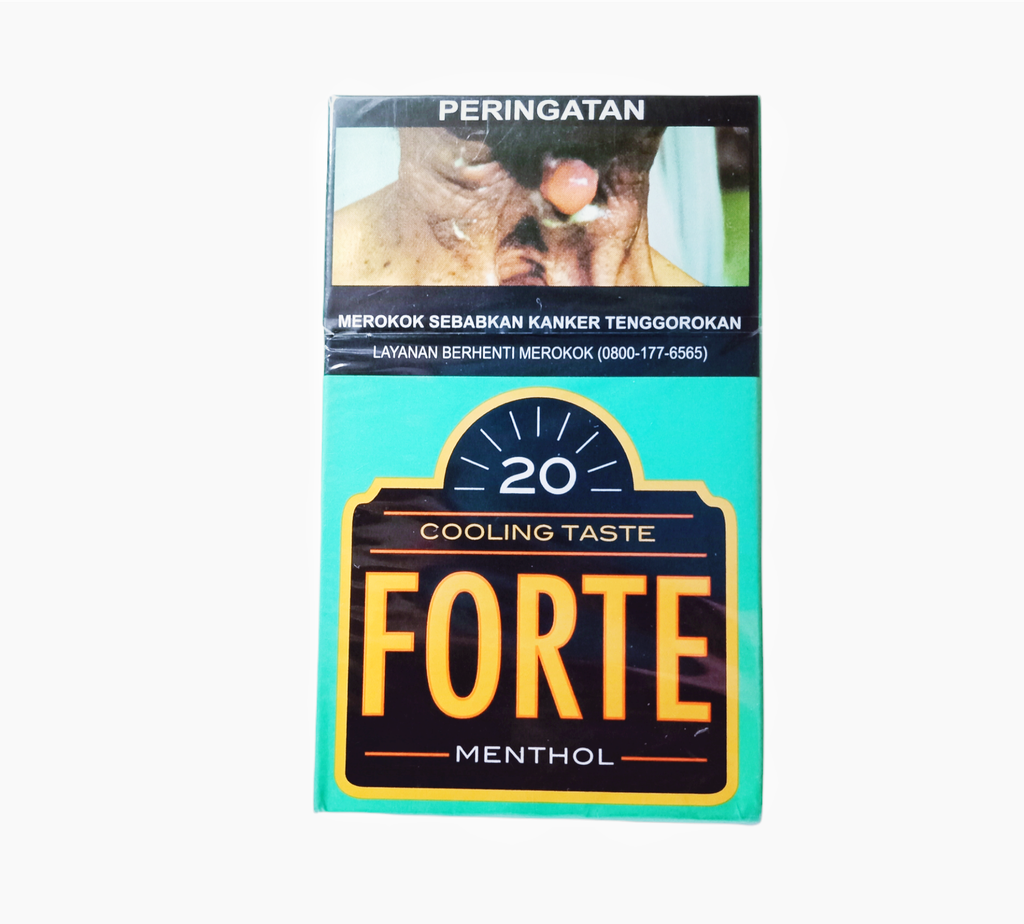 PERINGATAN
MEROKOK SEBABKAN KANKER TENGGOROKAN
LAYANAN BERHENTI MEROKOK (0800-177-6565)
20
COOLING TASTE
FORTE
MENTHOL